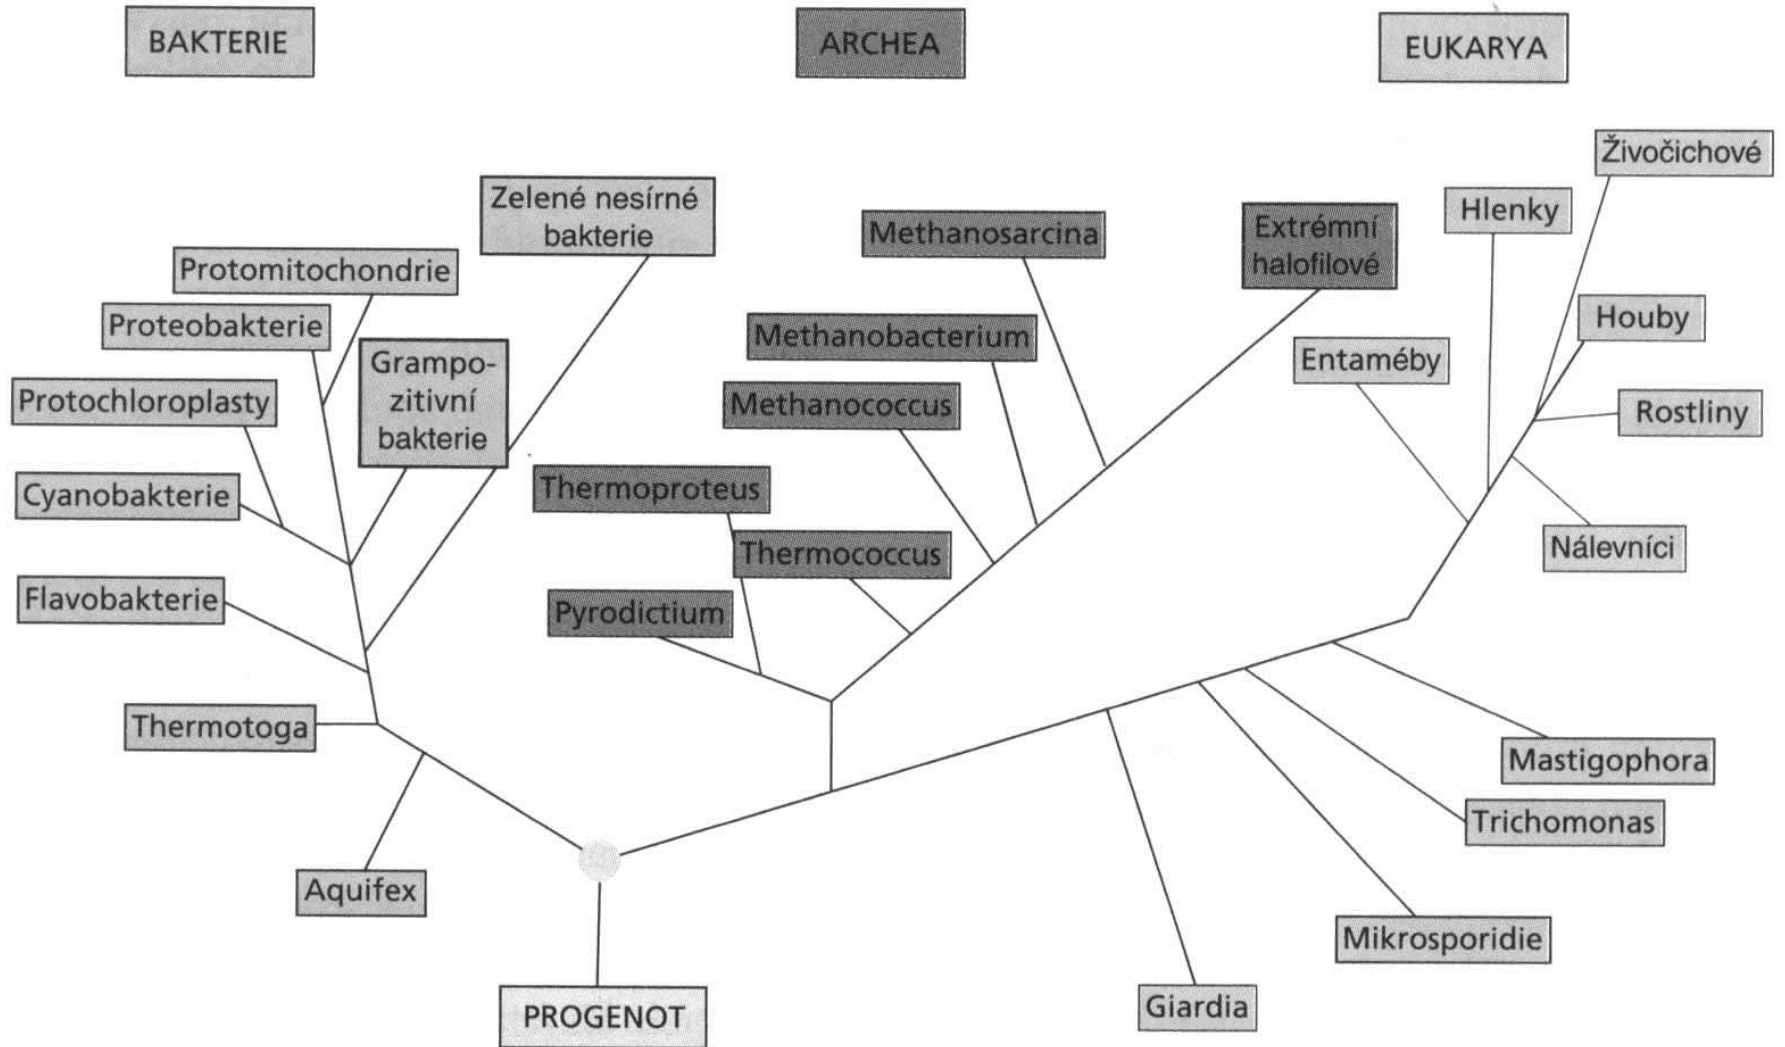 BAKTERIE
ARCHEA
EUKARYA
Živočichové
Zelené nesírné
bakterie
Hlenky
Methanosarcina
Extrémní
halofilové
Protomitochondrie
Proteobakterie
Houby
Methanobacterium
Grampo-
zitivní
bakterie
Entaméby
Protochloroplasty
Methanococcus
Rostliny
Cyanobakterie
Thermoproteus
Thermococcus
Nálevníci
Flavobakterie
Pyrodictium
Thermotoga
Mastigophora
Trichomonas
Aquifex
Mikrosporidie
Giardia
PROGENOT